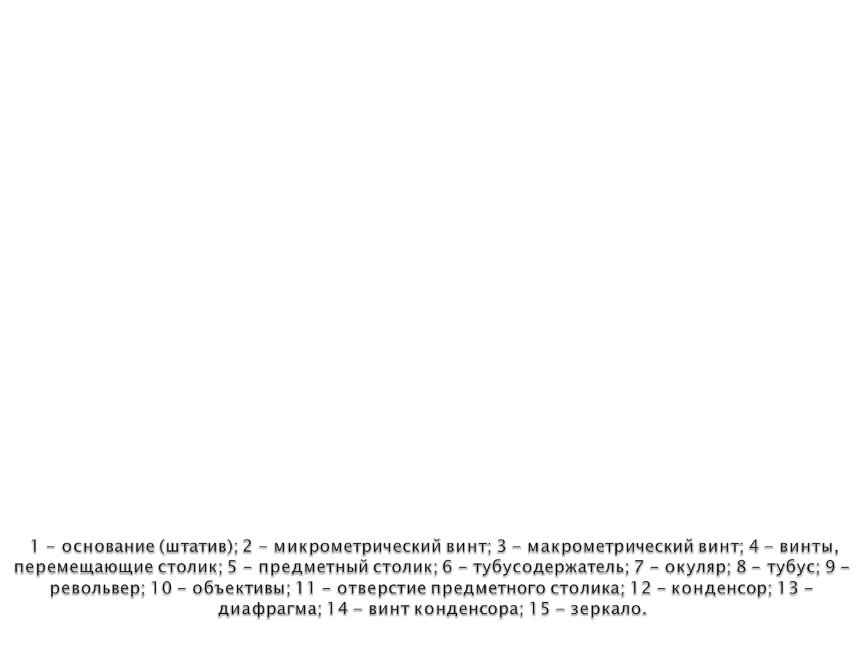 1 – основание (штатив); 2 – микрометрический винт; 3 – макрометрический винт; 4 – винты,
перемещающие столик; 5 – предметный столик; 6 – тубусодержатель; 7 – окуляр; 8 – тубус; 9 –
револьвер; 10 – объективы; 11 – отверстие предметного столика; 12 – конденсор; 13 –
диафрагма; 14 – винт конденсора; 15 – зеркало.